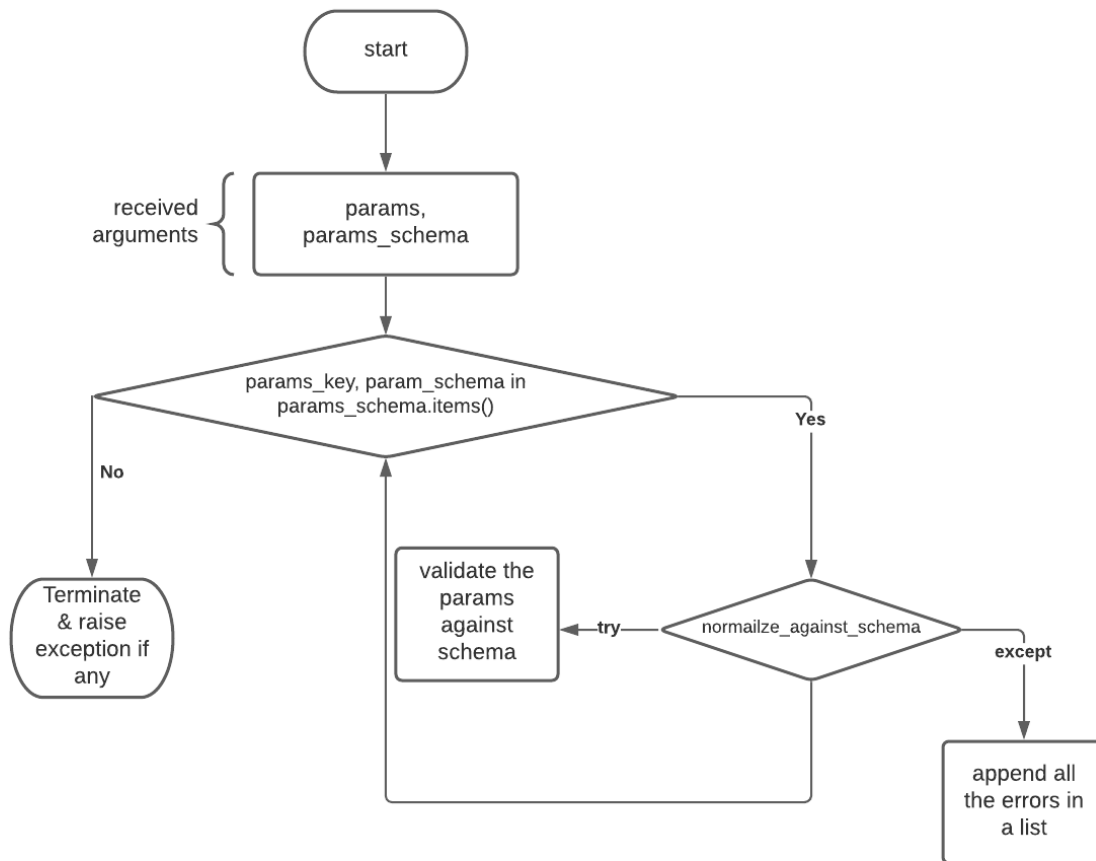 start
received
arguments
params,
params_schema
params_key, param_schema in
params_schema.items()
Yes
No
Terminate
& raise
exception if
any
validate the
params
against
schema
try
normailze_against_schema
except
append all
the errors in
a list